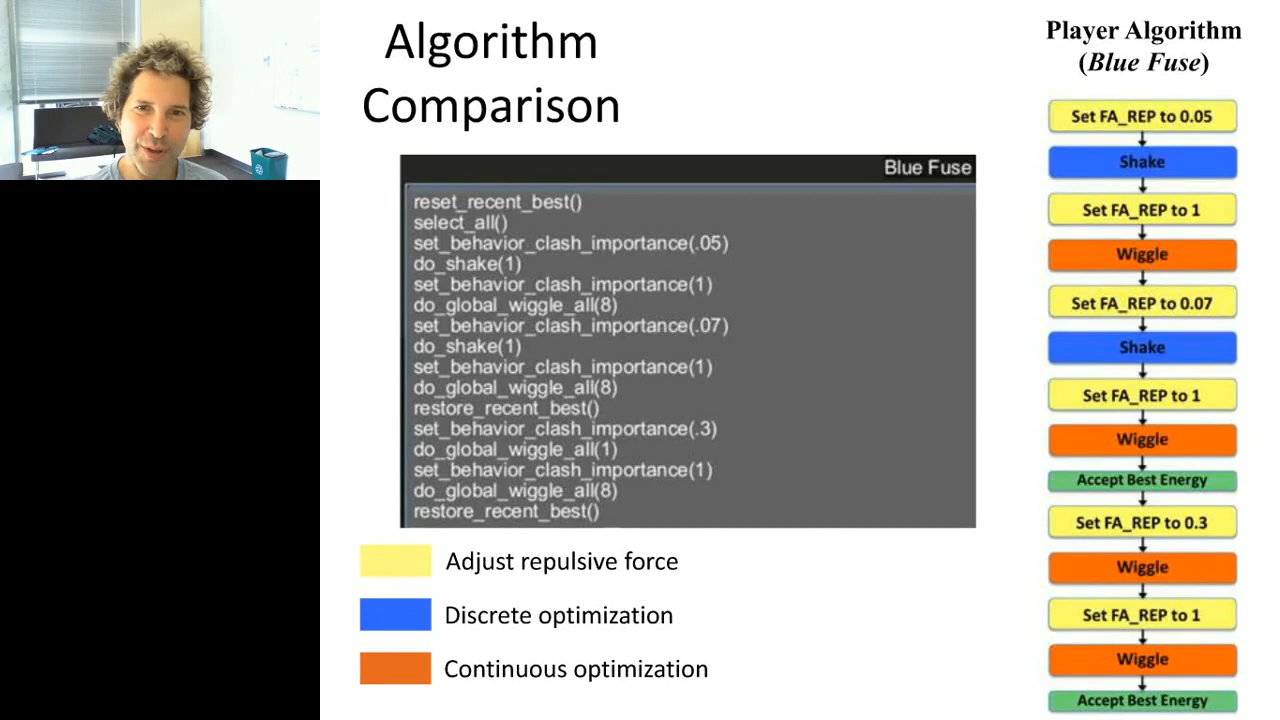 Algorithm
Comparison
Blue Fuse
reset_recent_best()
select_all()
set_behavior_clash_importance(.05)
do_shake(1)
set_behavior_clash_importance(1)
do_global_wiggle_all(8)
set_behavior_clash_importance(.07)
do_shake(1)
set_behavior_clash_importance(1)
do_global_wiggle_all(8)
restore_recent_best()
set_behavior_clash_importance(.3)
do_global_wiggle_all(1)
set_behavior_clash_importance(1)
do_global_wiggle_all(8)
restore_recent_best()
Adjust repulsive force
Discrete optimization
Continuous optimization
Player Algorithm
(Blue Fuse)
Set FA_REP to 0.05
Shake
Set FA_REP to 1
Wiggle
Set FA_REP to 0.07
Shake
Set FA_REP to 1
Wiggle
Accept Best Energy
Set FA_REP to 0.3
Wiggle
Set FA_REP to 1
Wiggle
Accept Best Energy